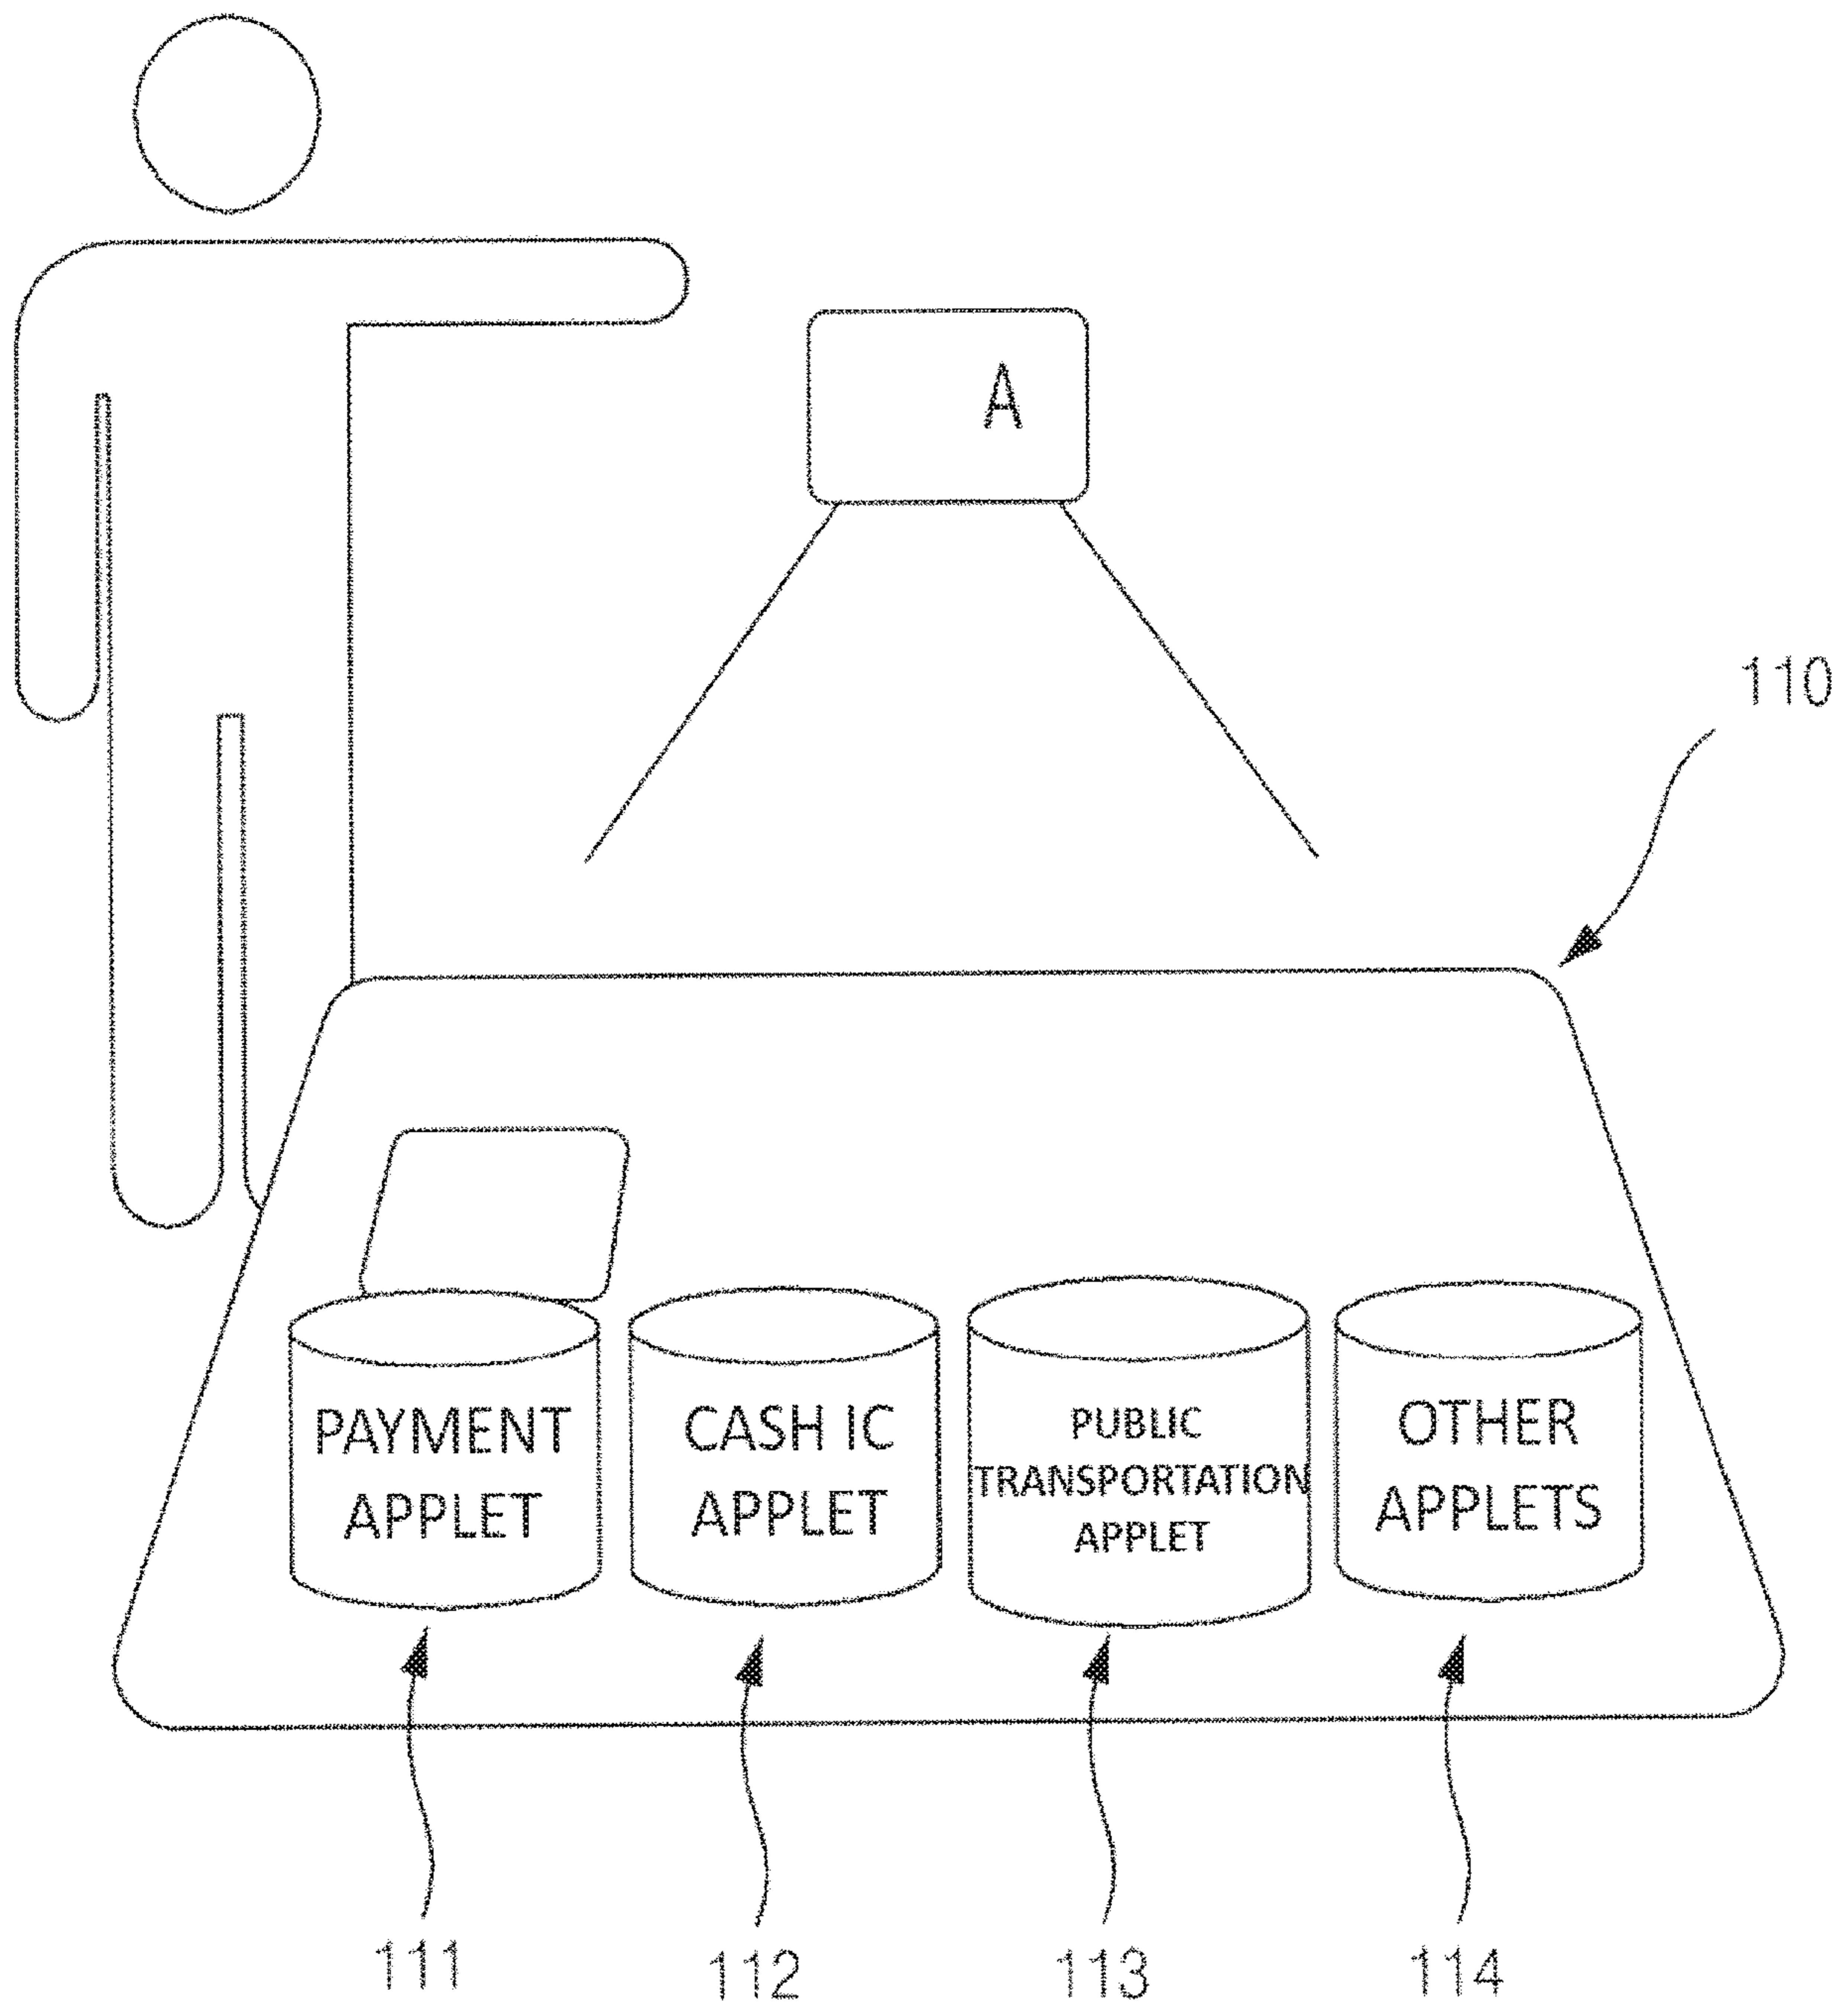 A
110
PAYMENT
APPLET
CASH IC
APPLET
PUBLIC
TRANSPORTATION
APPLET
OTHER
APPLETS
111
112
113
114